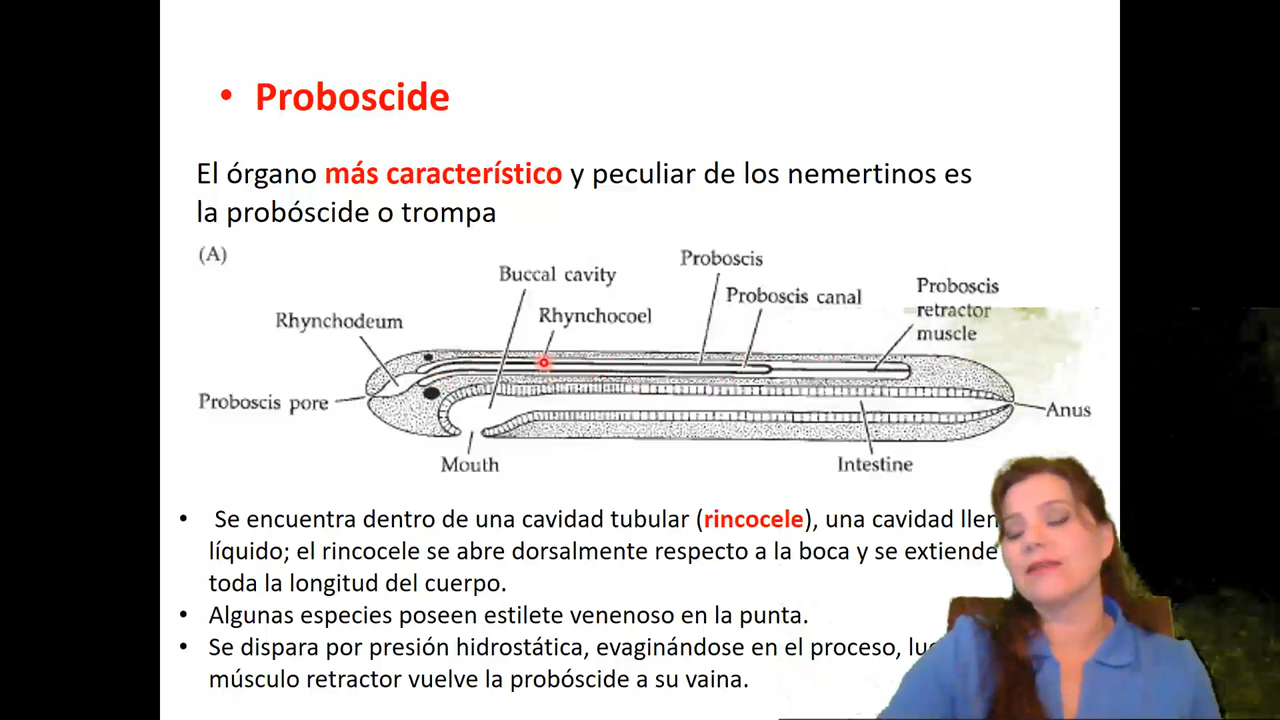 • Proboscide
El órgano más característico y peculiar de los nemertinos es
la probóscide o trompa
(A)
Proboscis
Buccal cavity
Proboscis canal
Proboscis
retractor
muscle
Rhynchocoel
Rhynchodeum
Proboscis pore
Anus
Mouth
Intestine
• Se encuentra dentro de una cavidad tubular (rincocele), una cavidad
líquido; el rincocele se abre dorsalmente respecto a la boca y se extiende
toda la longitud del cuerpo.
• Algunas especies poseen estilete venenoso en la punta.
• Se dispara por presión hidrostática, evaginándose en el proceso,
músculo retractor vuelve la probóscide a su vaina.